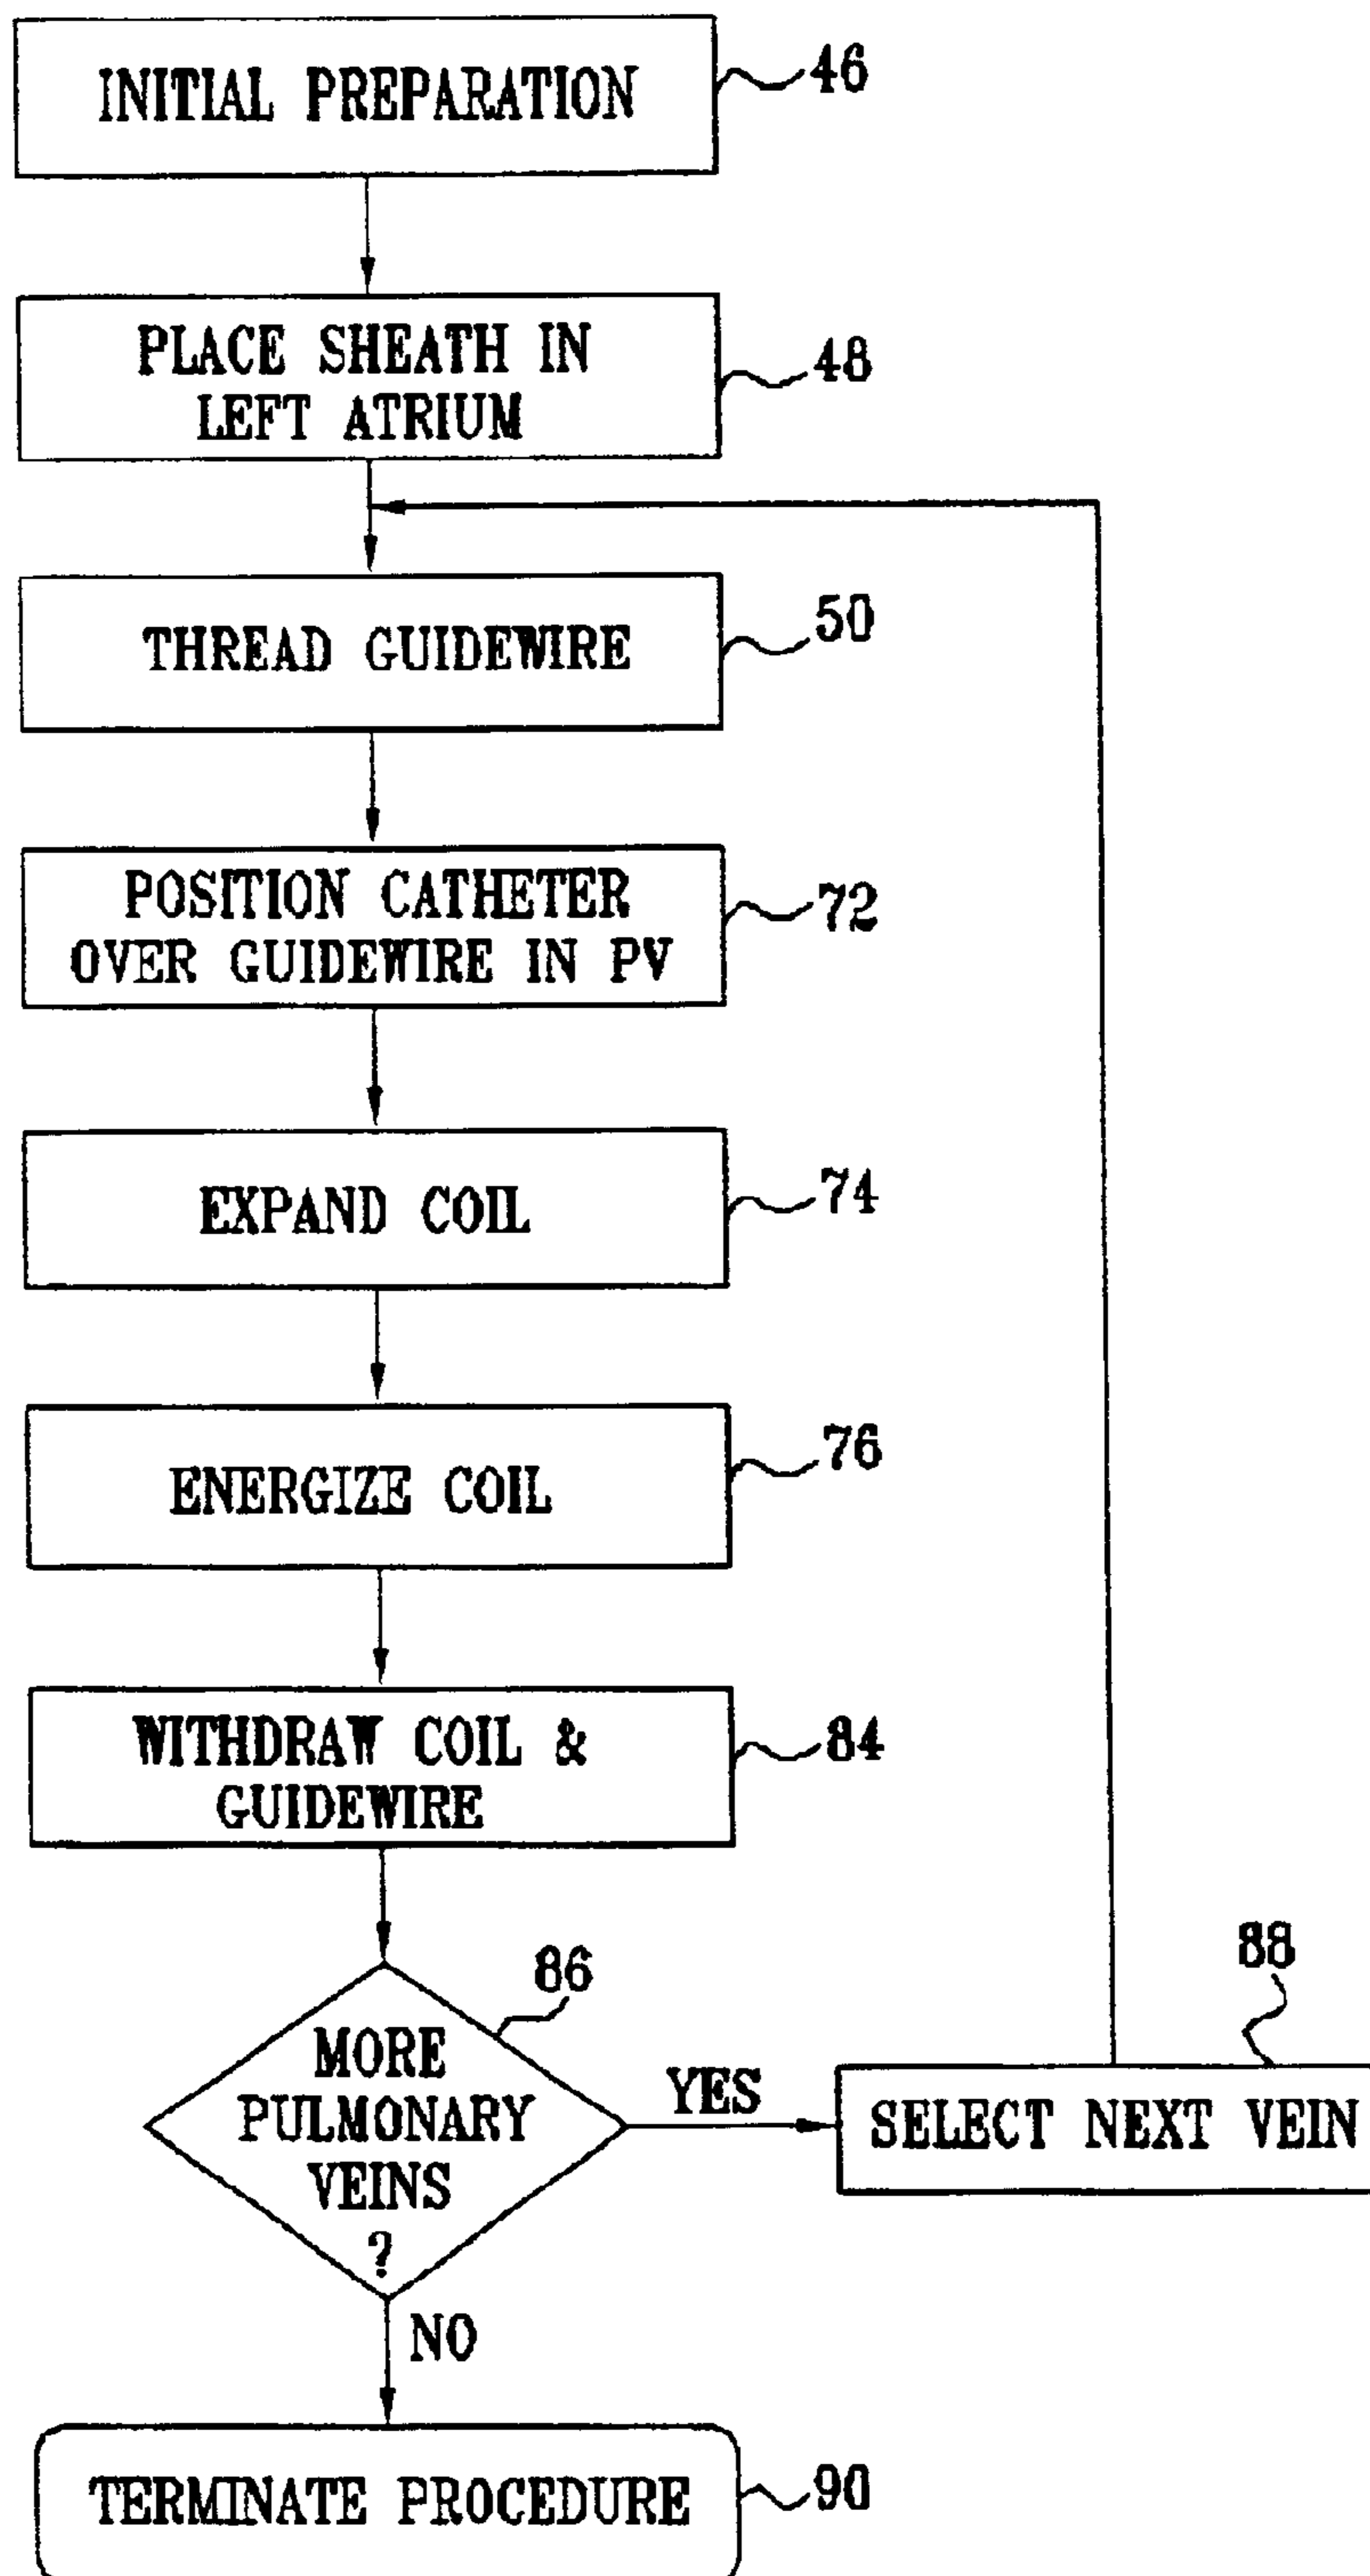 INITIAL PREPARATION
46
PLACE SHEATH IN
LEFT ATRIUM
48
THREAD GUIDEWIRE
50
POSITION CATHETER
OVER GUIDEWIRE IN PV
72
EXPAND COIL
74
ENERGIZE COIL
76
WITHDRAW COIL &
GUIDEWIRE
84
MORE
PULMONARY
VEINS
?
86
YES
SELECT NEXT VEIN
88
NO
TERMINATE PROCEDURE
90